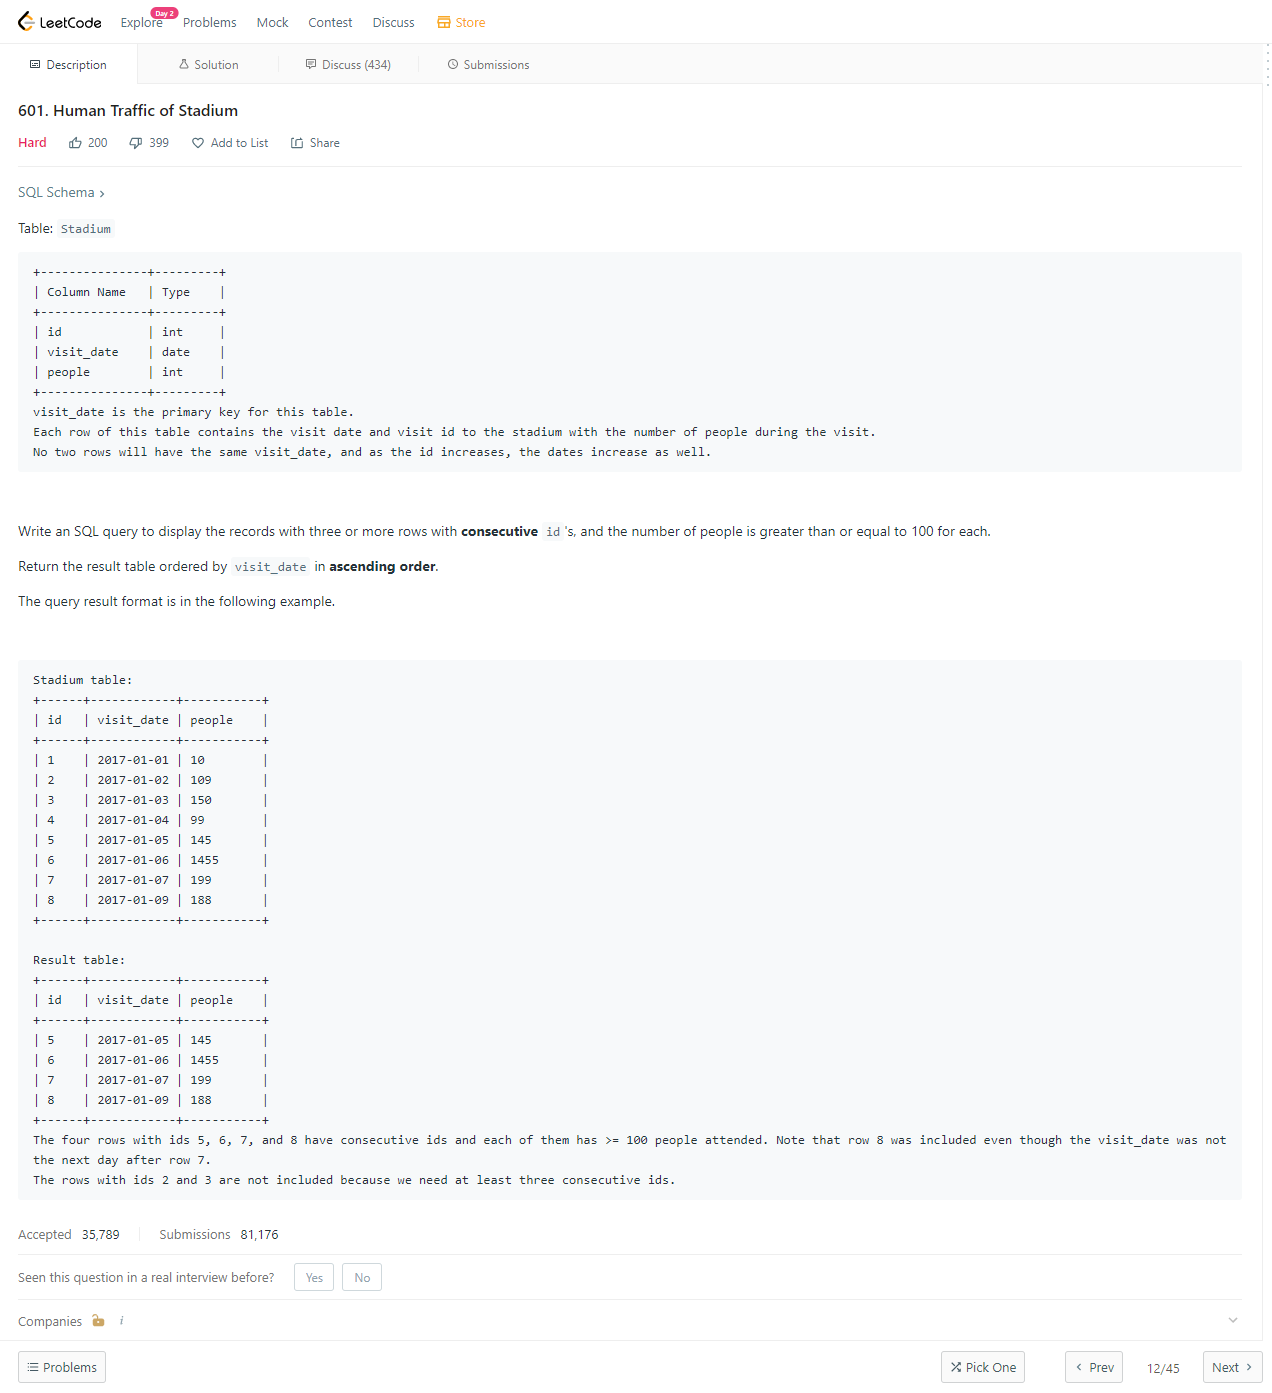 LeetCode Explore Day 2 Problems Mock Contest Discuss Store
Description Solution Discuss (434) Submissions
601. Human Traffic of Stadium
Hard 200 399 Add to List Share
SQL Schema >
Table: Stadium
+---------------+---------+
| Column Name   | Type    |
+---------------+---------+
| id            | int     |
| visit_date    | date    |
| people        | int     |
+---------------+---------+
visit_date is the primary key for this table.
Each row of this table contains the visit date and visit id to the stadium with the number of people during the visit.
No two rows will have the same visit_date, and as the id increases, the dates increase as well.
Write an SQL query to display the records with three or more rows with consecutive id's, and the number of people is greater than or equal to 100 for each.
Return the result table ordered by visit_date in ascending order.
The query result format is in the following example.
Stadium table:
+------+------------+-----------+
| id   | visit_date | people    |
+------+------------+-----------+
| 1    | 2017-01-01 | 10        |
| 2    | 2017-01-02 | 109       |
| 3    | 2017-01-03 | 150       |
| 4    | 2017-01-04 | 99        |
| 5    | 2017-01-05 | 145       |
| 6    | 2017-01-06 | 1455      |
| 7    | 2017-01-07 | 199       |
| 8    | 2017-01-09 | 188       |
+------+------------+-----------+
Result table:
+------+------------+-----------+
| id   | visit_date | people    |
+------+------------+-----------+
| 5    | 2017-01-05 | 145       |
| 6    | 2017-01-06 | 1455      |
| 7    | 2017-01-07 | 199       |
| 8    | 2017-01-09 | 188       |
+------+------------+-----------+
The four rows with ids 5, 6, 7, and 8 have consecutive ids and each of them has >= 100 people attended. Note that row 8 was included even though the visit_date was not
the next day after row 7.
The rows with ids 2 and 3 are not included because we need at least three consecutive ids.
Accepted 35,789 Submissions 81,176
Seen this question in a real interview before? Yes No
Companies i
Problems Pick One < Prev 12/45 Next >